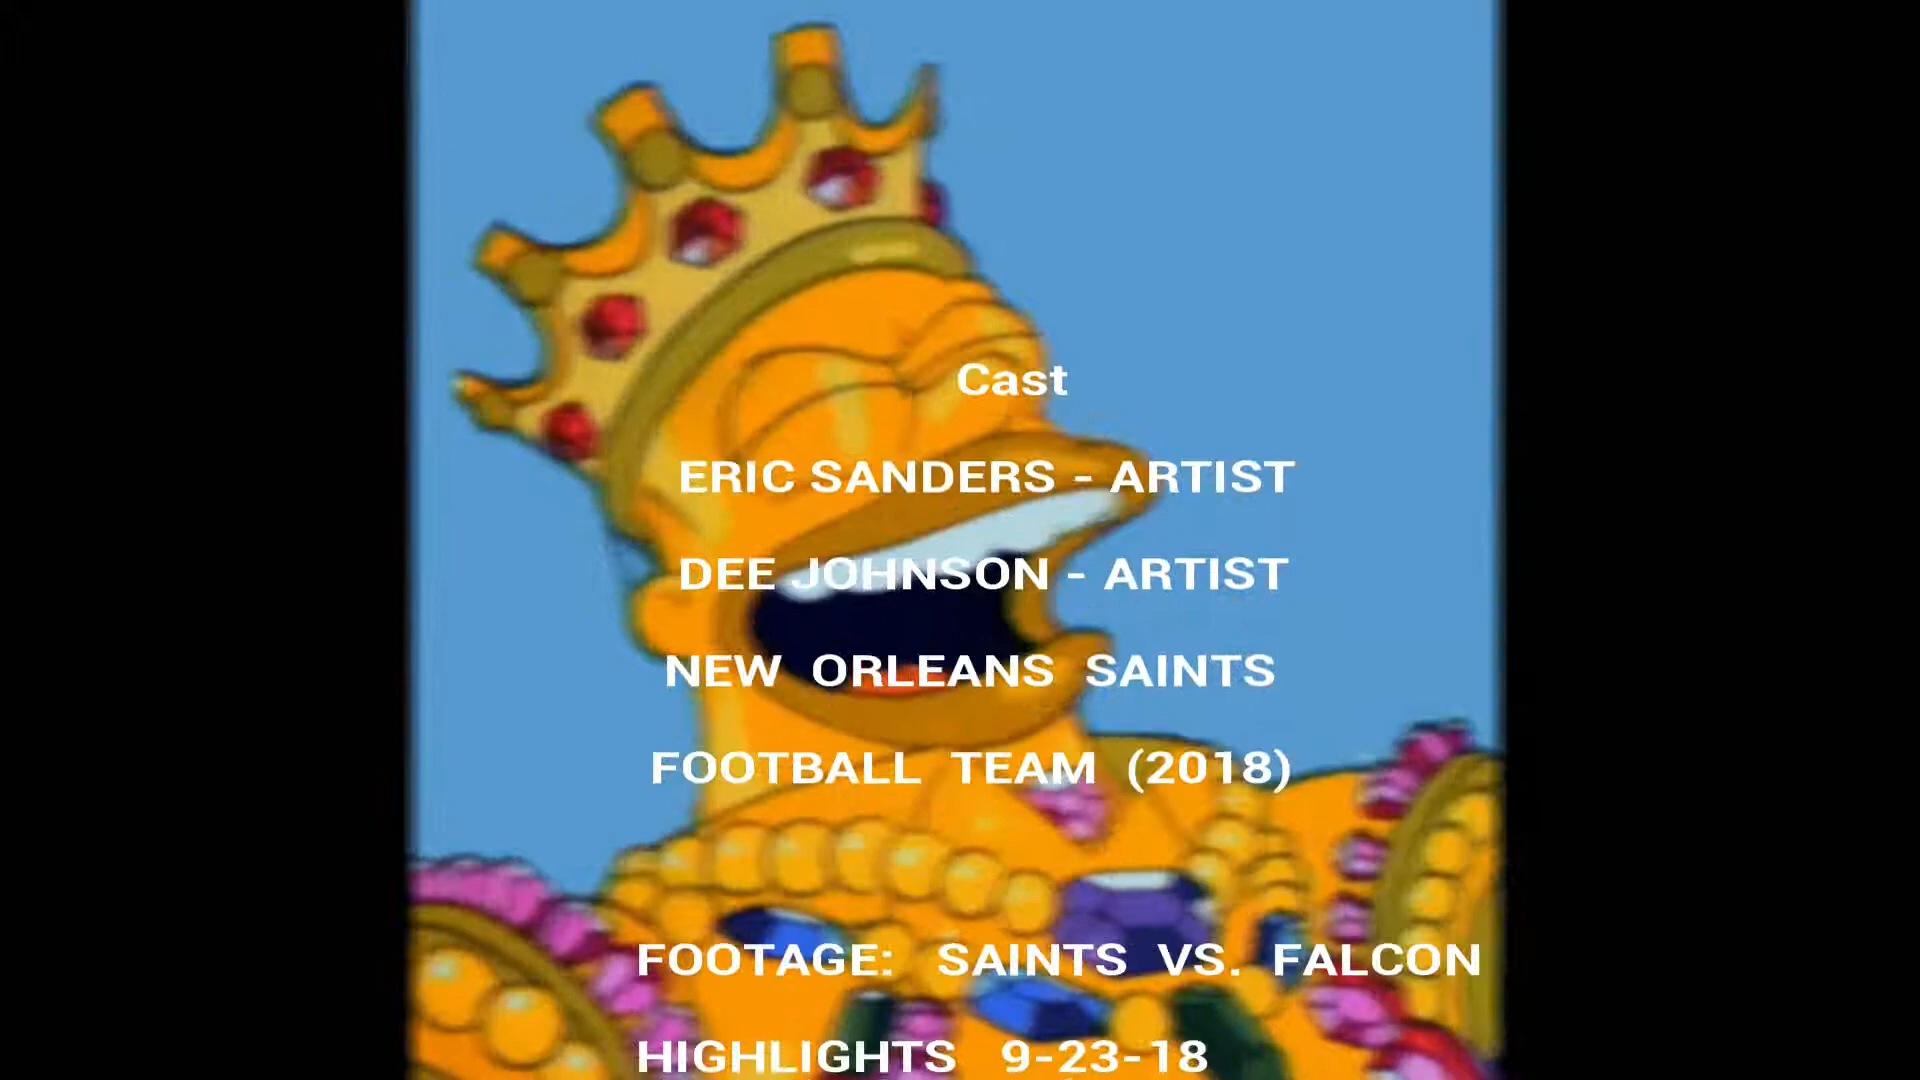 Cast
ERIC SANDERS - ARTIST
DEE JOHNSON - ARTIST
NEW ORLEANS SAINTS
FOOTBALL TEAM (2018)
FOOTAGE: SAINTS VS. FALCON
HIGHLIGHTS 9-23-18